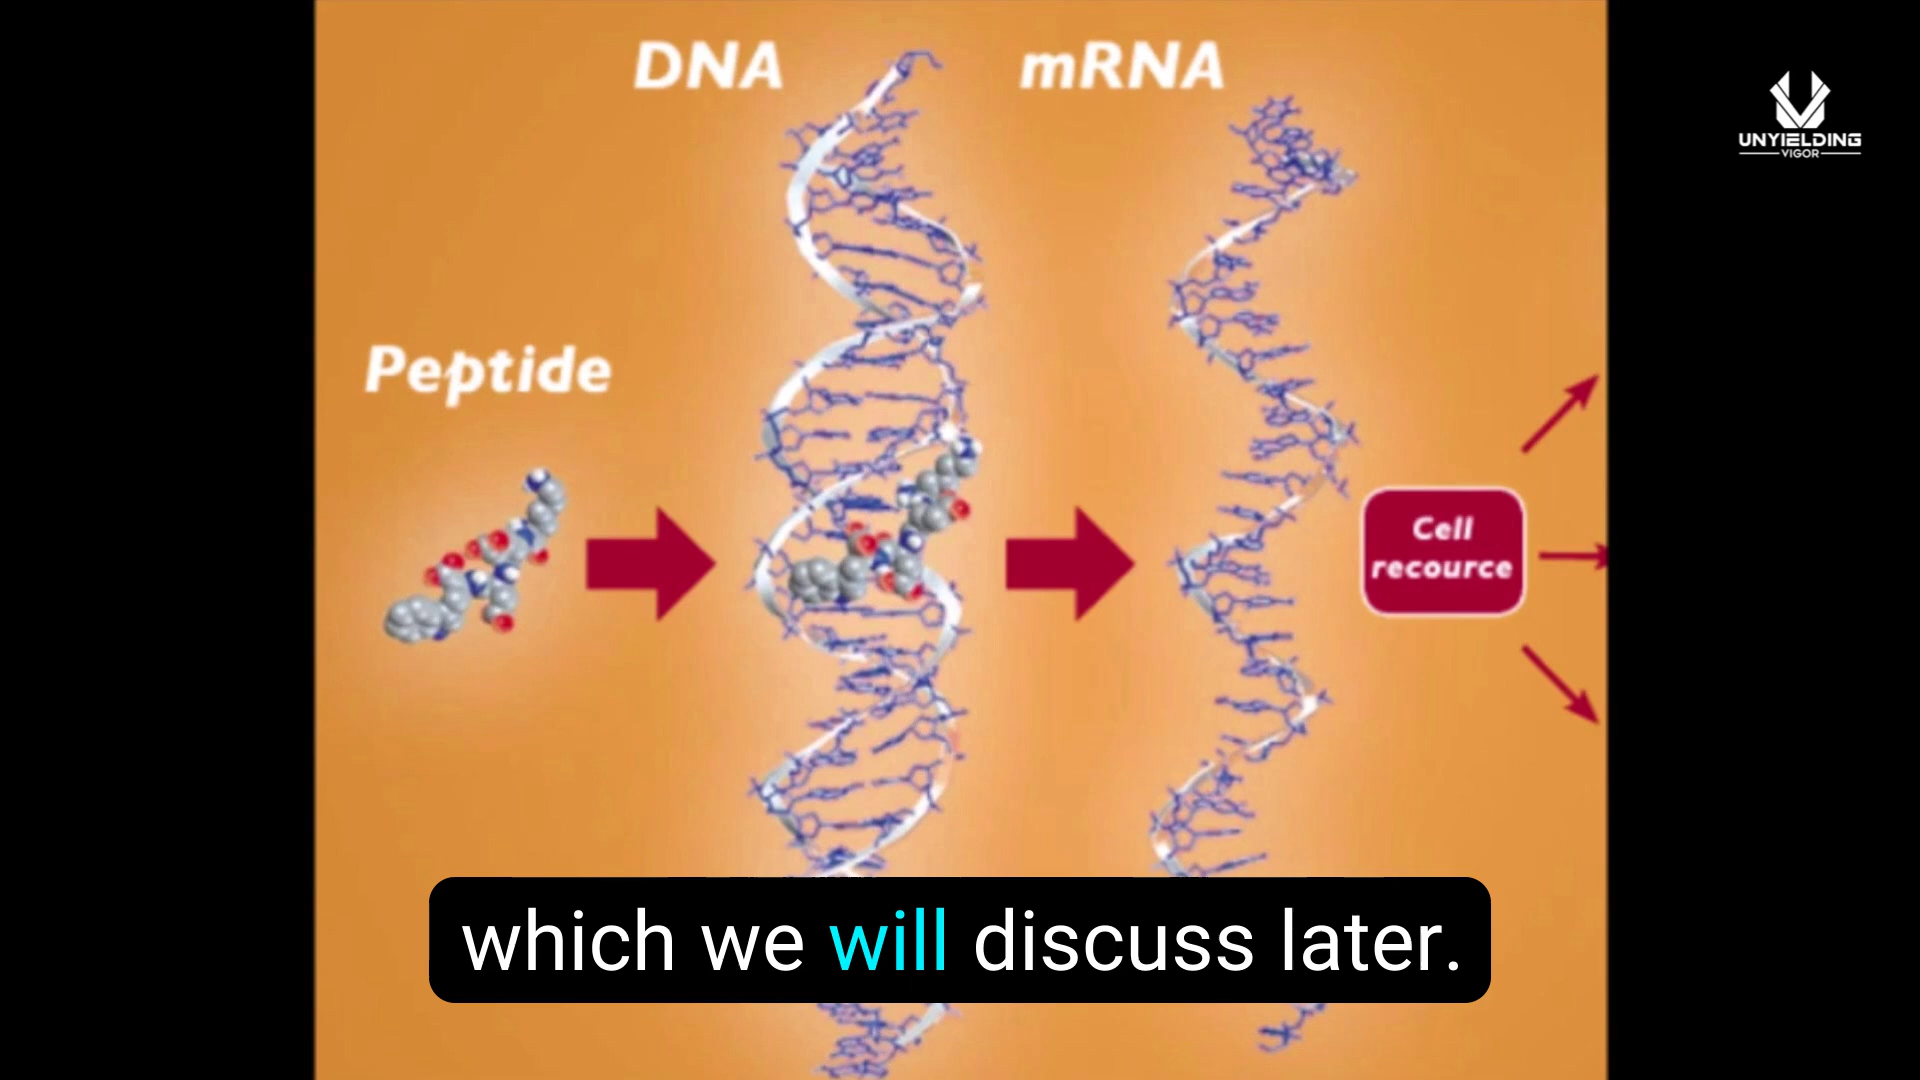 DNA
mRNA
UNYIELDING
VIGOR
Peptide
Cell
recource
which we will discuss later.